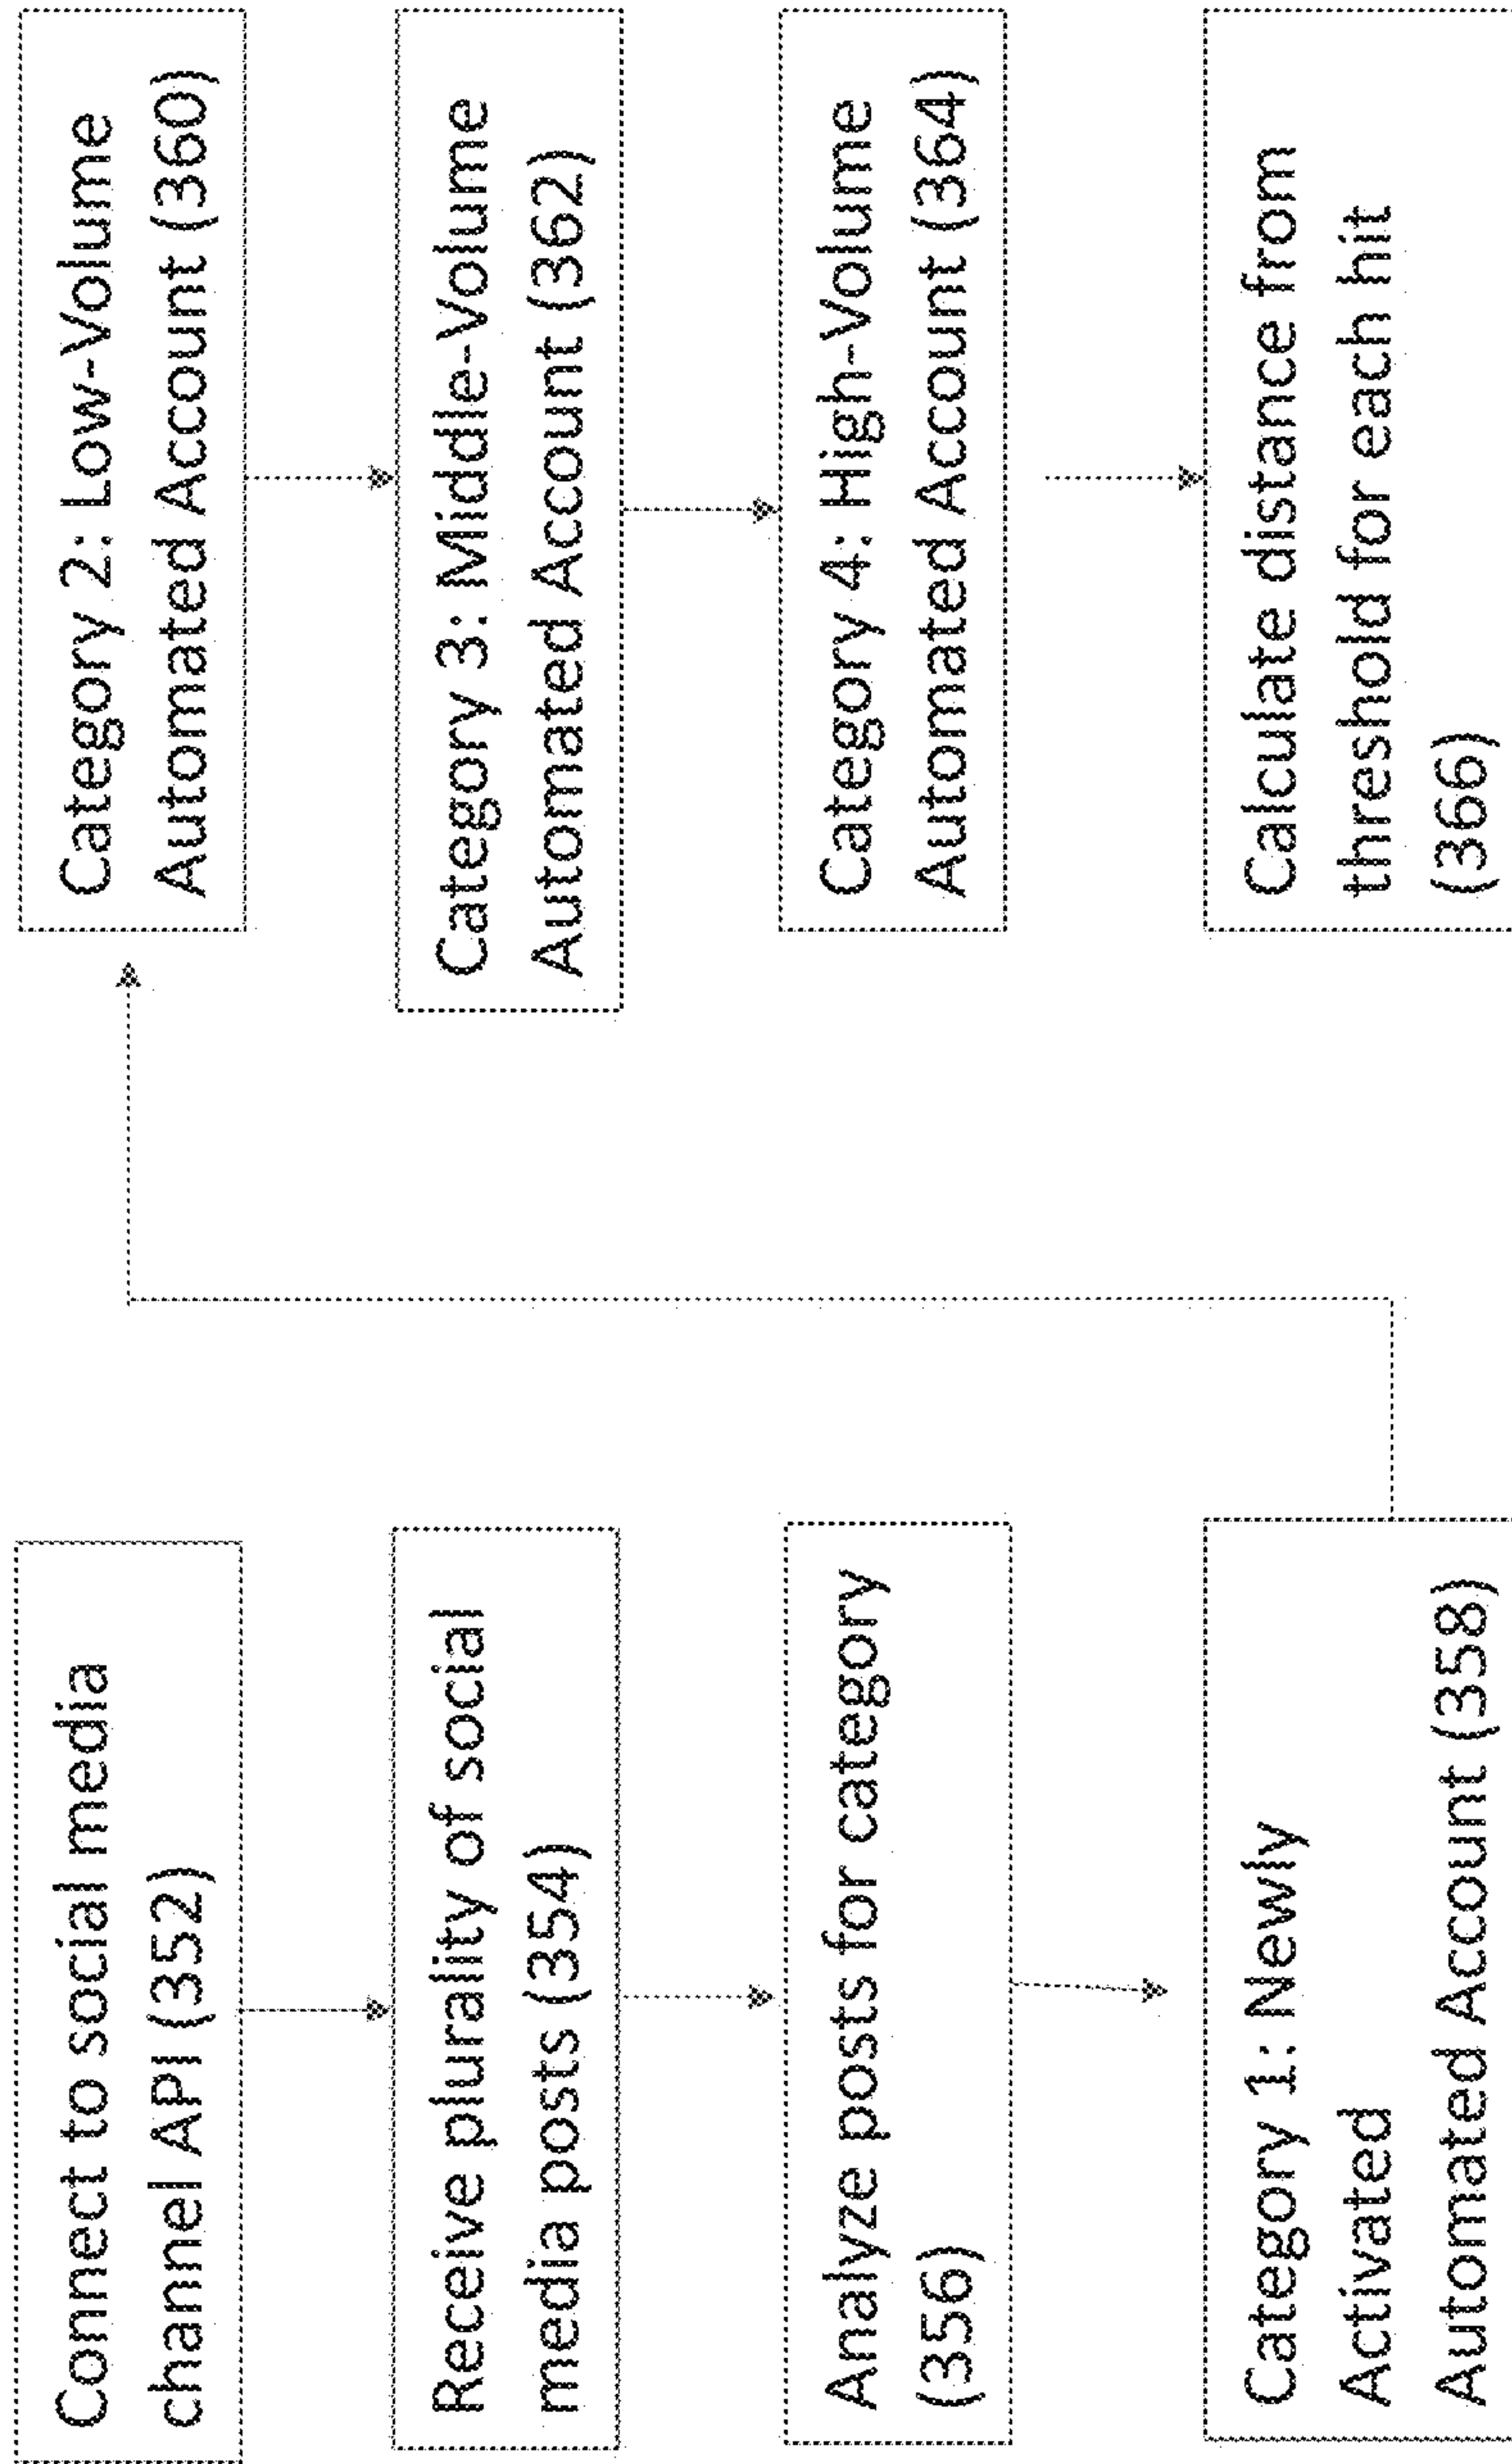 Connect to social media
channel API (352)
Receive plurality of social
media posts (354)
Analyze posts for category
(356)
Category 1: Newly
Activated
Automated Account (358)
Category 2: Low-Volume
Automated Account (360)
Category 3: Middle-Volume
Automated Account (362)
Category 4: High-Volume
Automated Account (364)
Calculate distance from
threshold for each hit
(366)